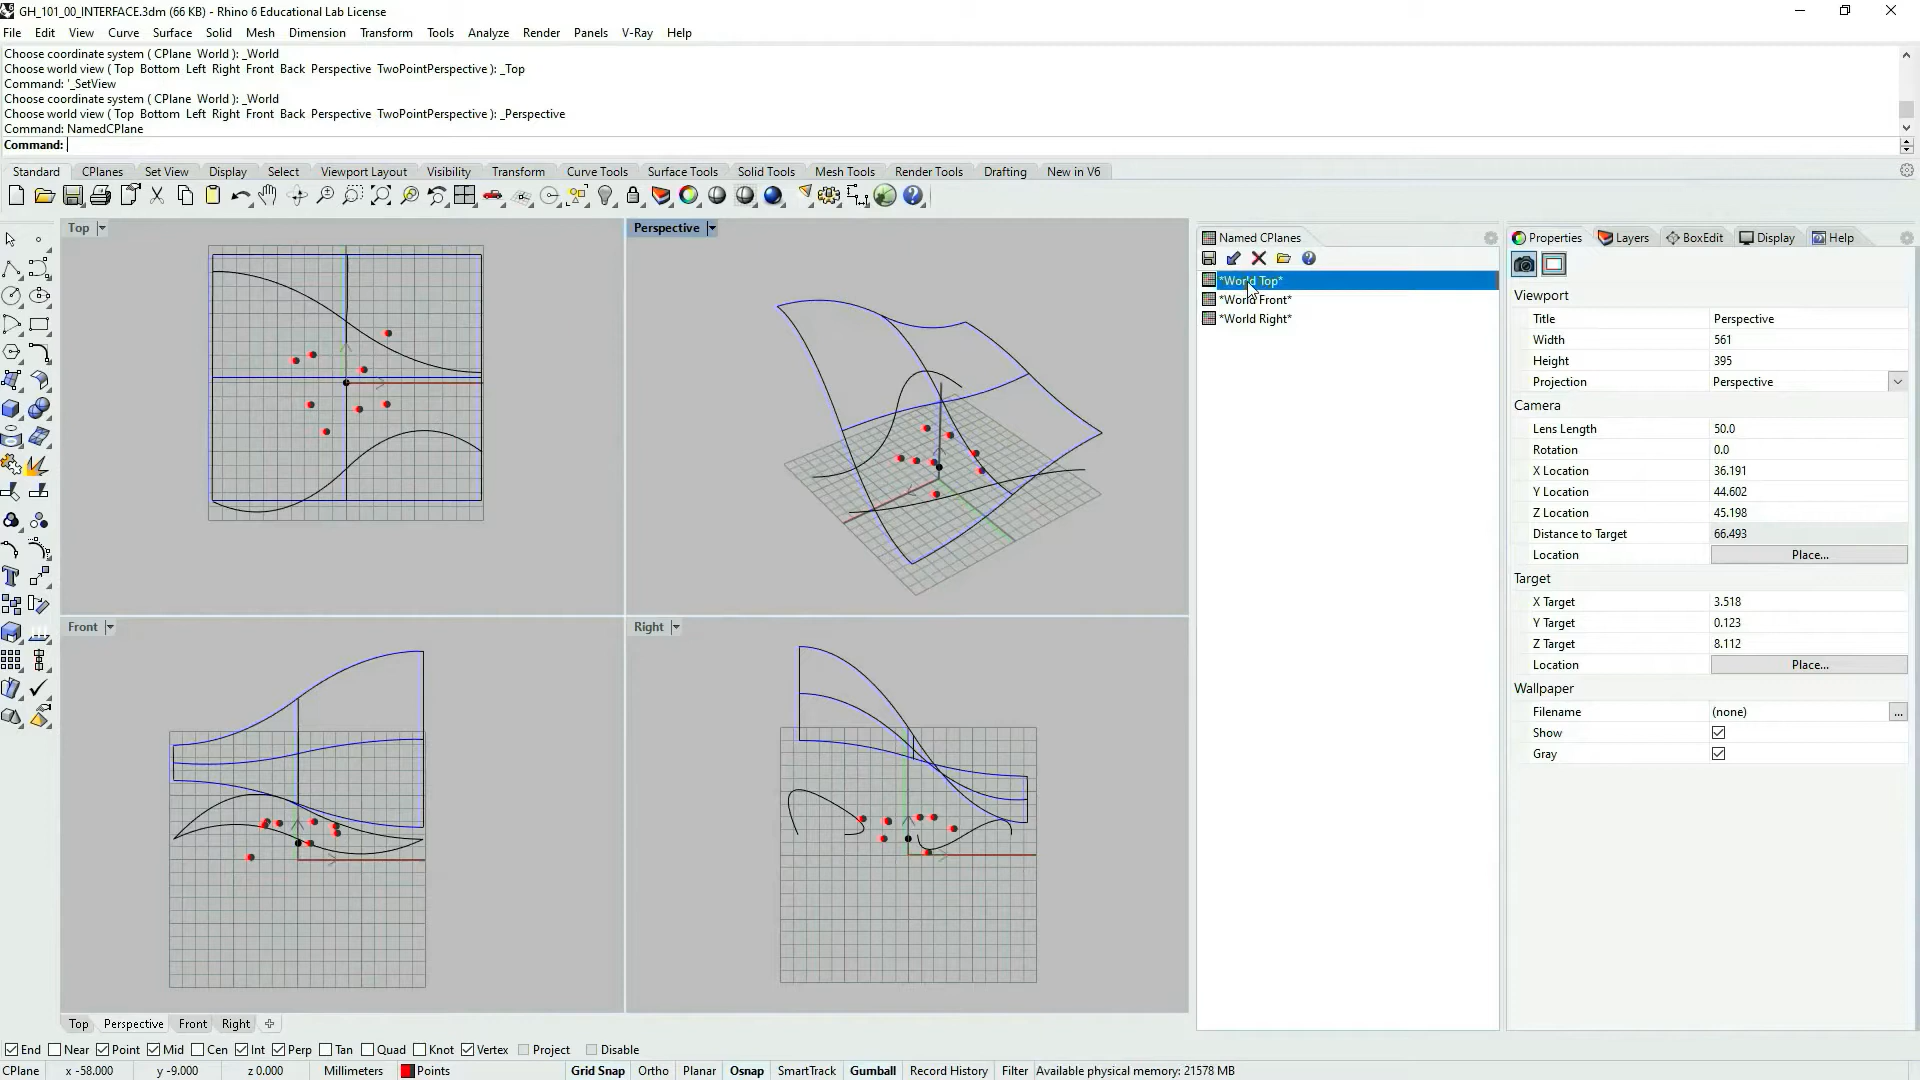 GH_101_00_INTERFACE.3dm (66 KB) - Rhino 6 Educational Lab License
File Edit View Curve Surface Solid Mesh Dimension Transform Tools Analyze Render Panels V-Ray Help
Choose coordinate system ( CPlane World ): _World
Choose world view ( Top Bottom Left Right Front Back Perspective TwoPointPerspective ): _Top
Command: '_SetView
Choose coordinate system ( CPlane World ): _World
Choose world view ( Top Bottom Left Right Front Back Perspective TwoPointPerspective ): _Perspective
Command: NamedCPlane
Command:
Standard CPlanes Set View Display Select Viewport Layout Visibility Transform Curve Tools Surface Tools Solid Tools Mesh Tools Render Tools Drafting New in V6
Top
Perspective
Front
Right
Named CPlanes
*World Top*
*World Front*
*World Right*
Properties Layers BoxEdit Display Help
Viewport
Title Perspective
Width 561
Height 395
Projection Perspective
Camera
Lens Length 50.0
Rotation 0.0
X Location 36.191
Y Location 44.602
Z Location 45.198
Distance to Target 66.493
Location Place...
Target
X Target 3.518
Y Target 0.123
Z Target 8.112
Location Place...
Wallpaper
Filename (none) ...
Show
Gray
Top Perspective Front Right
End Near Point Mid Cen Int Perp Tan Quad Knot Vertex Project Disable
CPlane x -58.000 y -9.000 z 0.000 Millimeters Points Grid Snap Ortho Planar Osnap SmartTrack Gumball Record History Filter Available physical memory: 21578 MB